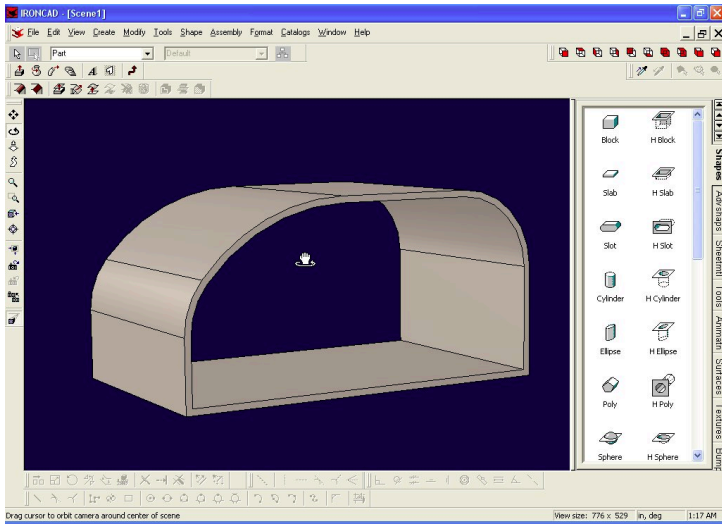 IRONCAD - [Scene1]
File Edit View Create Modify Tools Shape Assembly Format Catalogs Window Help
Part
Default
Block H Block
Slab H Slab
Slot H Slot
Cylinder H Cylinder
Ellipse H Ellipse
Poly H Poly
Sphere H Sphere
Shapes
Advshaps
Sheetmtl
Tools
Animatn
Surfaces
Textures
Bump
Drag cursor to orbit camera around center of scene
View size: 776 x 529 in, deg 1:17 AM